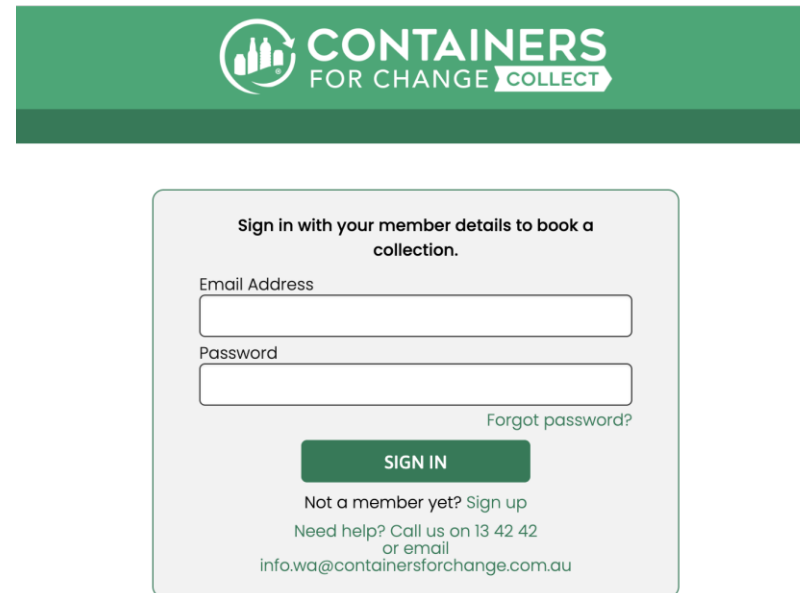 CONTAINERS
FOR CHANGE COLLECT
Sign in with your member details to book a
collection.
Email Address
Password
Forgot password?
SIGN IN
Not a member yet? Sign up
Need help? Call us on 13 42 42
or email
info.wa@containersforchange.com.au